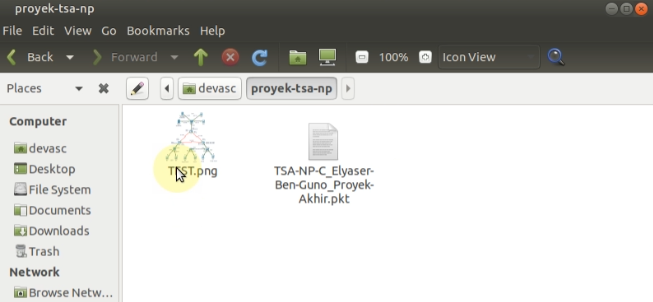 proyek-tsa-np
File Edit View Go Bookmarks Help
Back Forward 100% Icon View
Places devasc proyek-tsa-np
Computer
devasc
Desktop
File System
Documents
Downloads
Trash
Network
Browse Netw...
TEST.png
TSA-NP-C_Elyaser-
Ben-Guno_Proyek-
Akhir.pkt